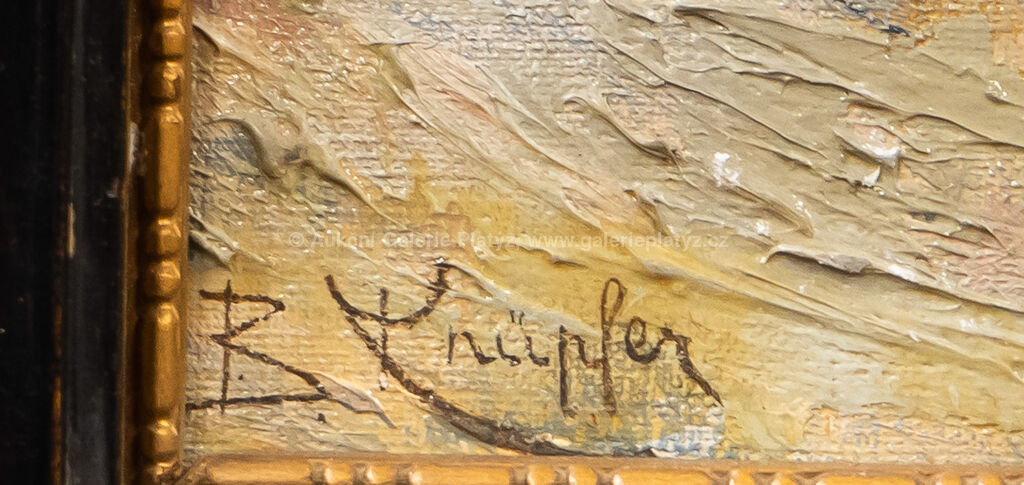 © Aukční Galerie Platýz, www.galerieplatyz.cz
B. Knüpfer